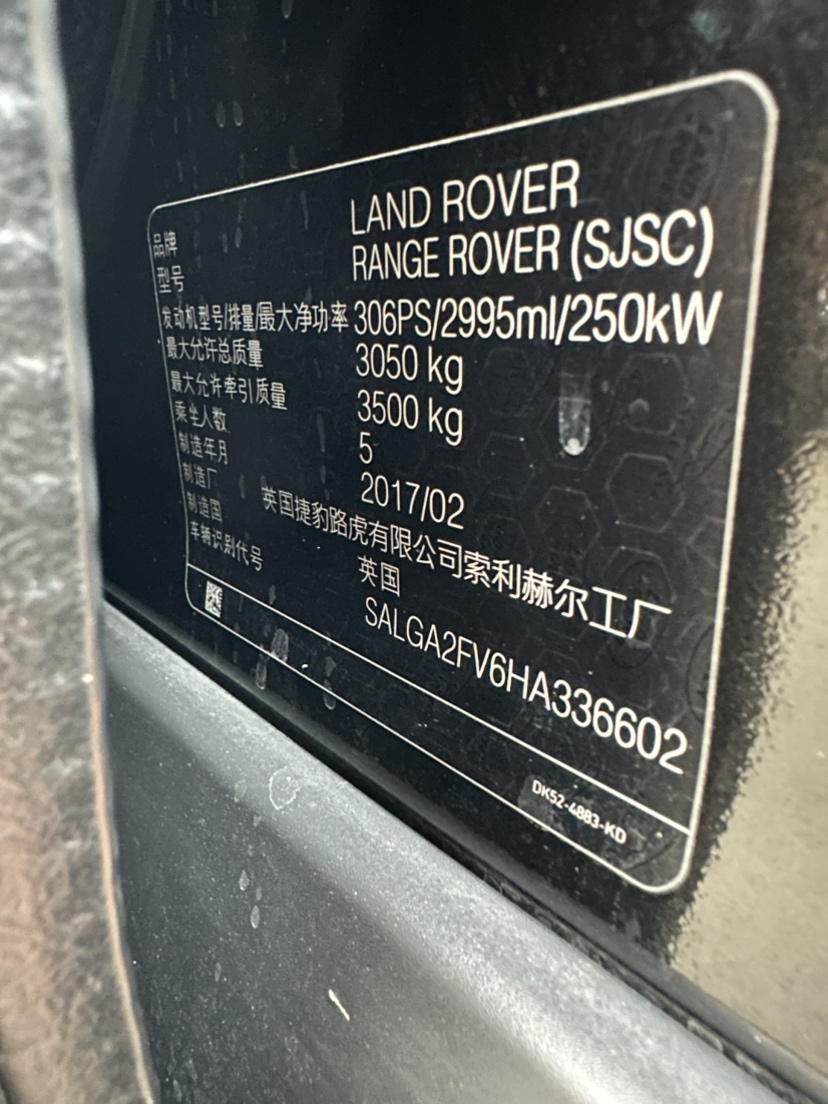 品牌 LAND ROVER
型号 RANGE ROVER (SJSC)
发动机型号/排量/最大净功率 306PS/2995ml/250kW
最大允许总质量 3050 kg
最大允许牵引质量 3500 kg
乘坐人数 5
制造年月 2017/02
制造厂 英国捷豹路虎有限公司索利赫尔工厂
制造国 英国
车辆识别代号 SALGA2FV6HA336602
DK52-4883-KD